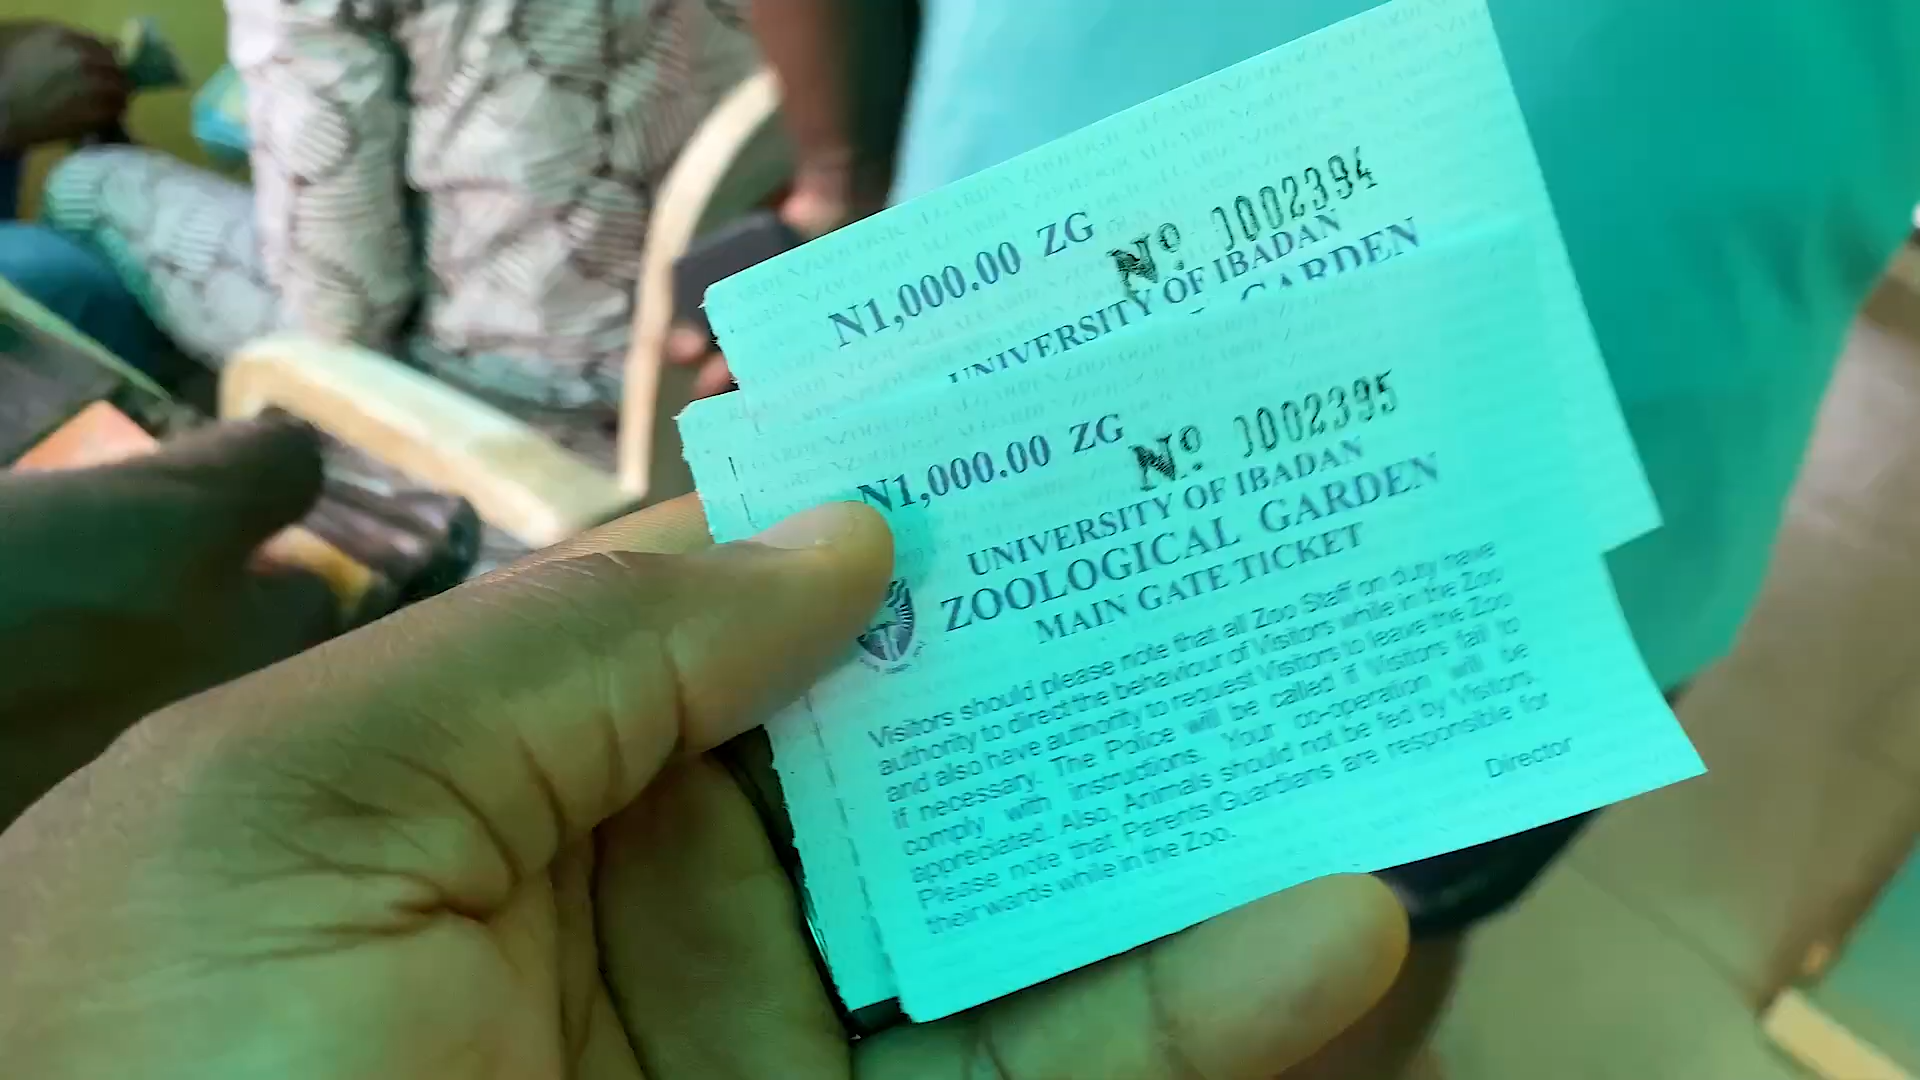 N1,000.00 ZG
Nº 1002394
UNIVERSITY OF IBADAN
GARDEN
N1,000.00 ZG
Nº 1002395
UNIVERSITY OF IBADAN
ZOOLOGICAL GARDEN
MAIN GATE TICKET
Visitors should please note that all Zoo Staff on duty have
authority to direct the behaviour of Visitors while in the Zoo
and also have authority to request Visitors to leave the Zoo
if necessary. The Police will be called if Visitors fail to
comply with instructions. Your co-operation will be
appreciated. Also, Animals should not be fed by Visitors.
Please note that Parents/Guardians are responsible for
their wards while in the Zoo.
Director